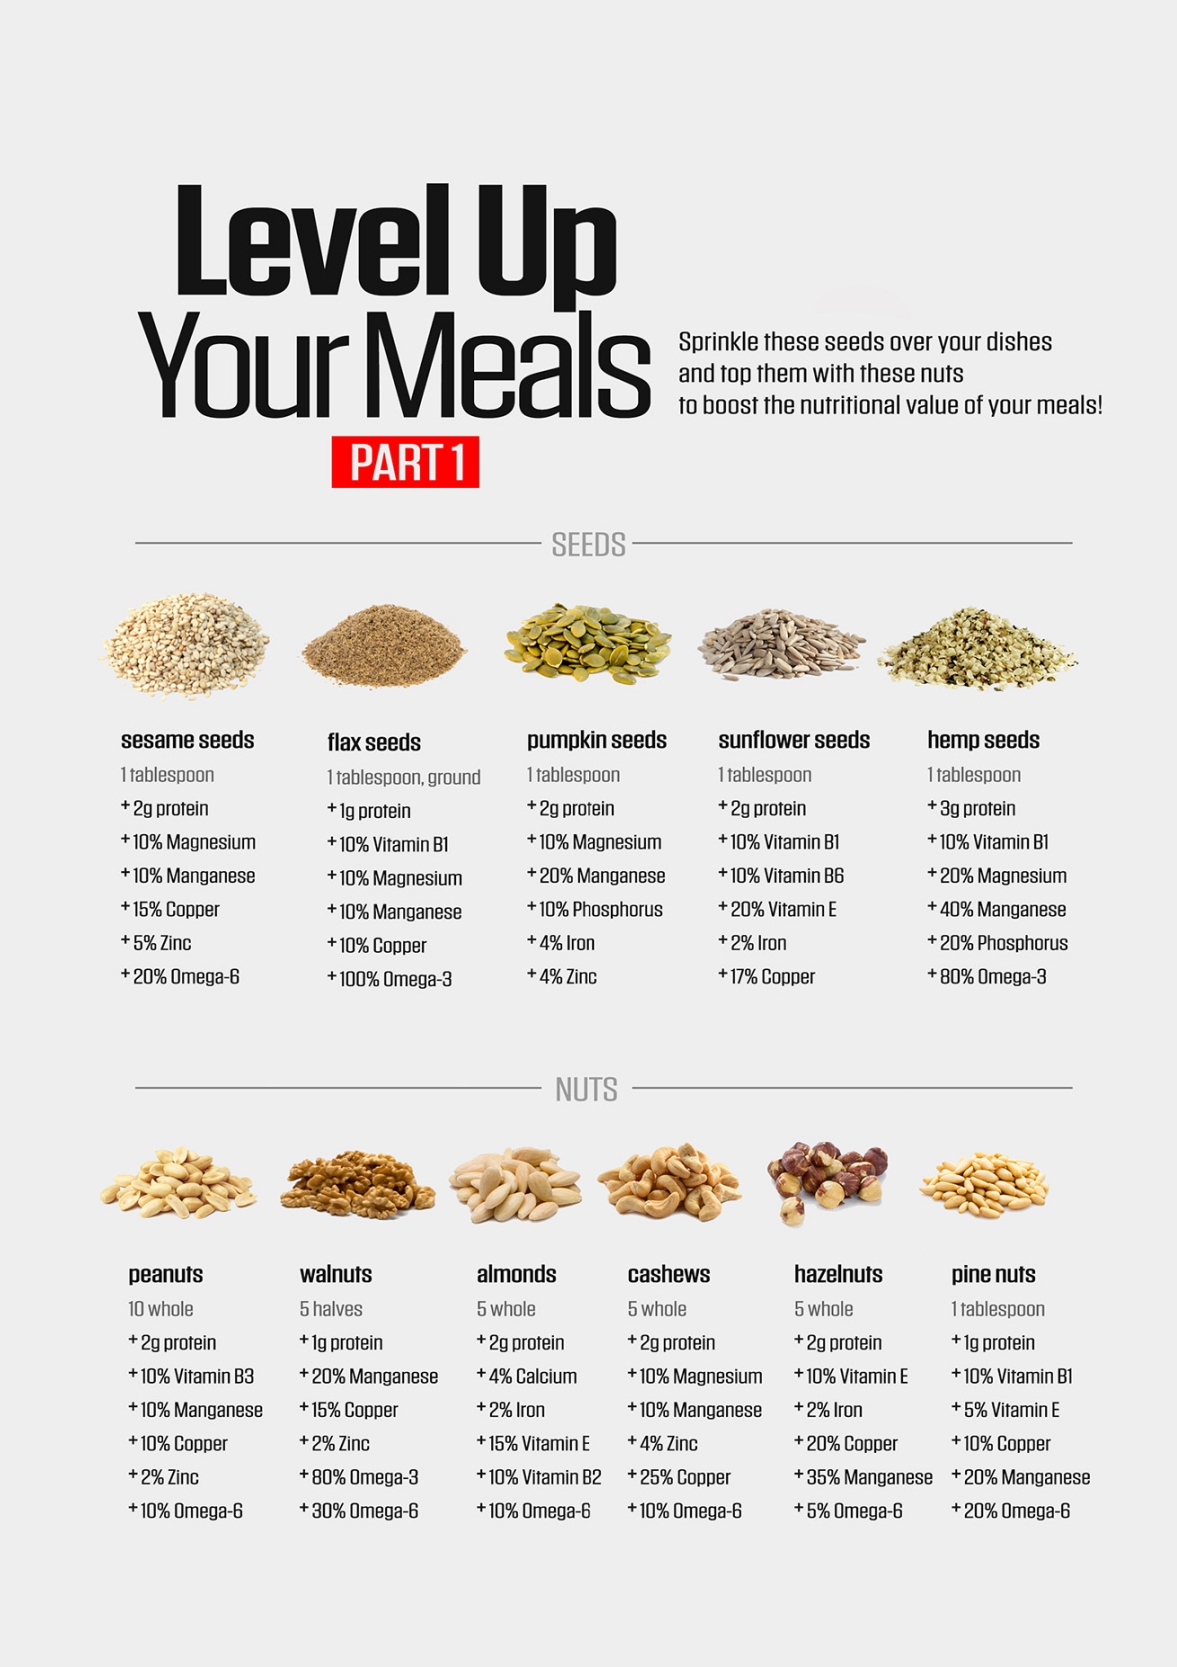 Level Up
Your Meals
PART 1
Sprinkle these seeds over your dishes
and top them with these nuts
to boost the nutritional value of your meals!
SEEDS
sesame seeds
1 tablespoon
+ 2g protein
+ 10% Magnesium
+ 10% Manganese
+ 15% Copper
+ 5% Zinc
+ 20% Omega-6
flax seeds
1 tablespoon, ground
+ 1g protein
+ 10% Vitamin B1
+ 10% Magnesium
+ 10% Manganese
+ 10% Copper
+ 100% Omega-3
pumpkin seeds
1 tablespoon
+ 2g protein
+ 10% Magnesium
+ 20% Manganese
+ 10% Phosphorus
+ 4% Iron
+ 4% Zinc
sunflower seeds
1 tablespoon
+ 2g protein
+ 10% Vitamin B1
+ 10% Vitamin B6
+ 20% Vitamin E
+ 2% Iron
+ 17% Copper
hemp seeds
1 tablespoon
+ 3g protein
+ 10% Vitamin B1
+ 20% Magnesium
+ 40% Manganese
+ 20% Phosphorus
+ 80% Omega-3
NUTS
peanuts
10 whole
+ 2g protein
+ 10% Vitamin B3
+ 10% Manganese
+ 10% Copper
+ 2% Zinc
+ 10% Omega-6
walnuts
5 halves
+ 1g protein
+ 20% Manganese
+ 15% Copper
+ 2% Zinc
+ 80% Omega-3
+ 30% Omega-6
almonds
5 whole
+ 2g protein
+ 4% Calcium
+ 2% Iron
+ 15% Vitamin E
+ 10% Vitamin B2
+ 10% Omega-6
cashews
5 whole
+ 2g protein
+ 10% Magnesium
+ 10% Manganese
+ 4% Zinc
+ 25% Copper
+ 10% Omega-6
hazelnuts
5 whole
+ 2g protein
+ 10% Vitamin E
+ 2% Iron
+ 20% Copper
+ 35% Manganese
+ 5% Omega-6
pine nuts
1 tablespoon
+ 1g protein
+ 10% Vitamin B1
+ 5% Vitamin E
+ 10% Copper
+ 20% Manganese
+ 20% Omega-6